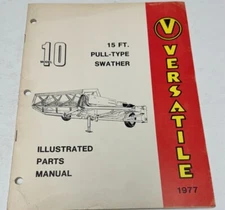 10
15 FT.
PULL-TYPE
SWATHER
V VERSATILE
ILLUSTRATED
PARTS
MANUAL
1977